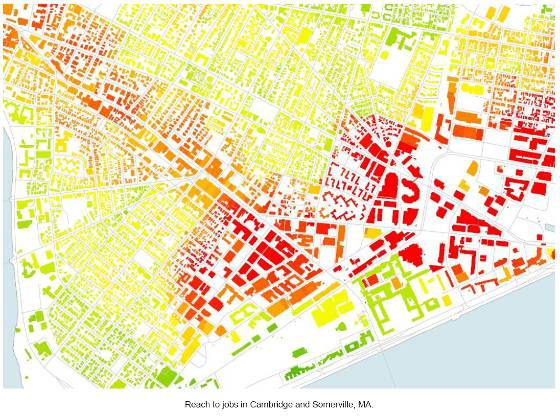 Reach to jobs in Cambridge and Somerville, MA.